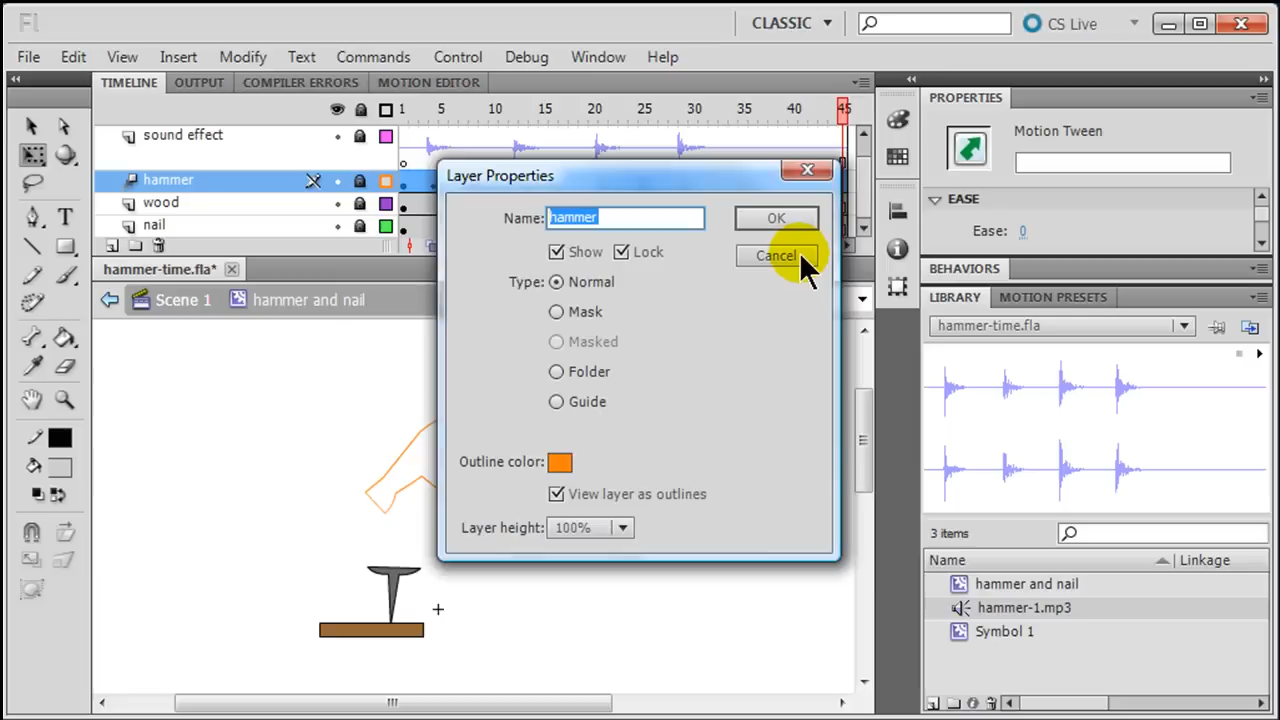 Fl
CLASSIC
CS Live
File Edit View Insert Modify Text Commands Control Debug Window Help
TIMELINE OUTPUT COMPILER ERRORS MOTION EDITOR
1 5 10 15 20 25 30 35 40 45
sound effect
hammer
wood
nail
hammer-time.fla*
Scene 1 hammer and nail
Layer Properties
Name: hammer OK
Show Lock Cancel
Type: Normal
Mask
Masked
Folder
Guide
Outline color:
View layer as outlines
Layer height: 100%
PROPERTIES
Motion Tween
EASE
Ease: 0
BEHAVIORS
LIBRARY MOTION PRESETS
hammer-time.fla
3 items
Name Linkage
hammer and nail
hammer-1.mp3
Symbol 1